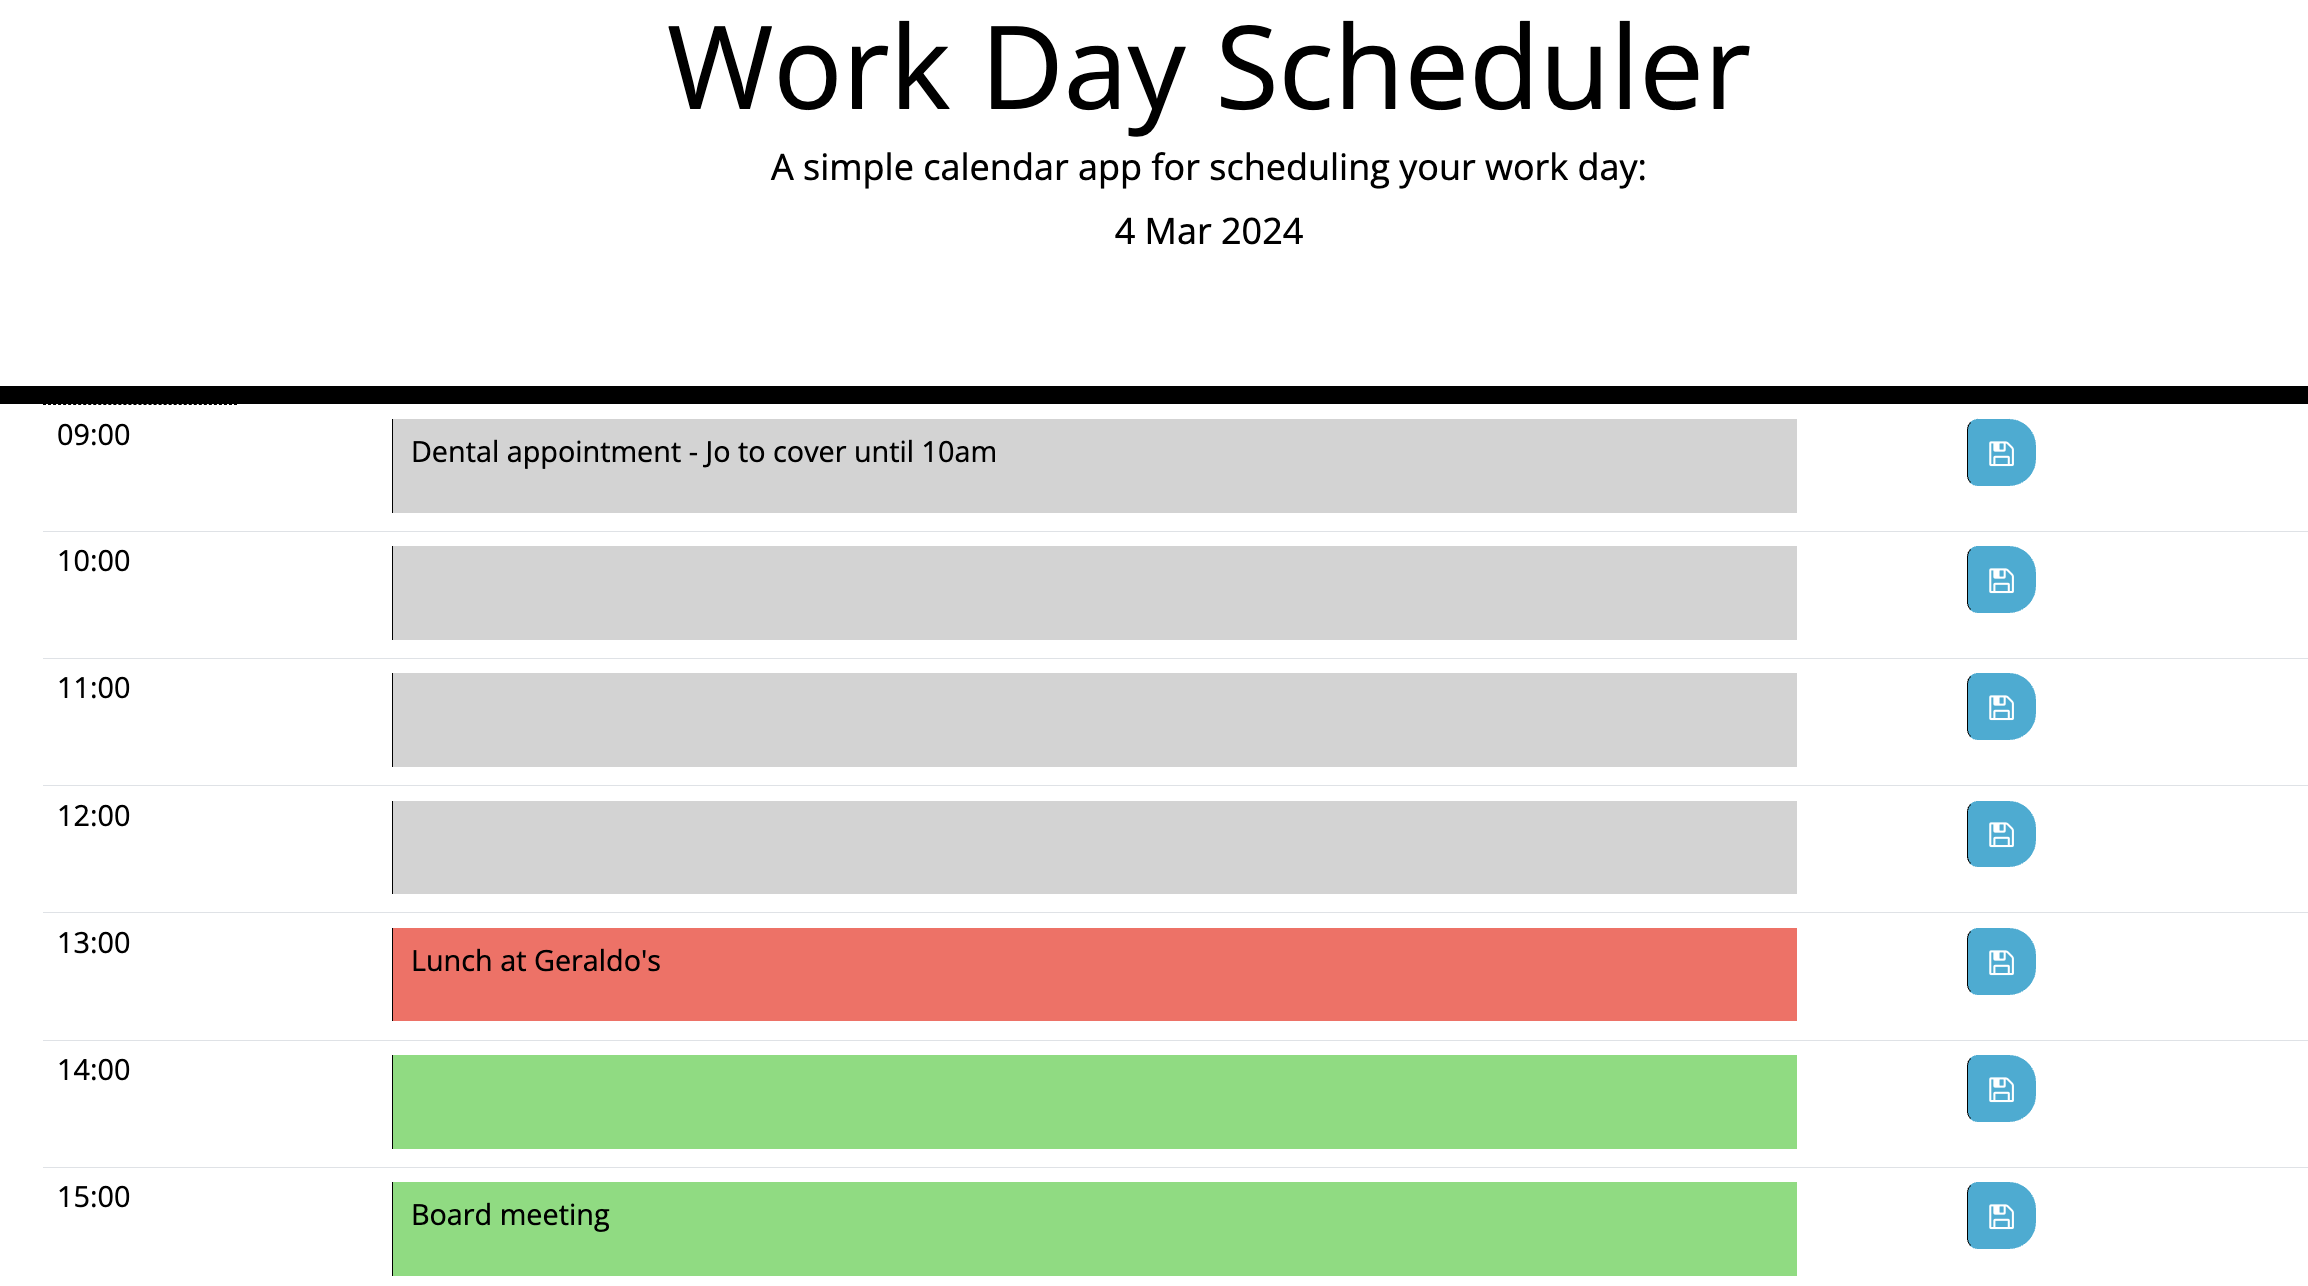 Work Day Scheduler
A simple calendar app for scheduling your work day:
4 Mar 2024
09:00
Dental appointment - Jo to cover until 10am
10:00
11:00
12:00
13:00
Lunch at Geraldo's
14:00
15:00
Board meeting